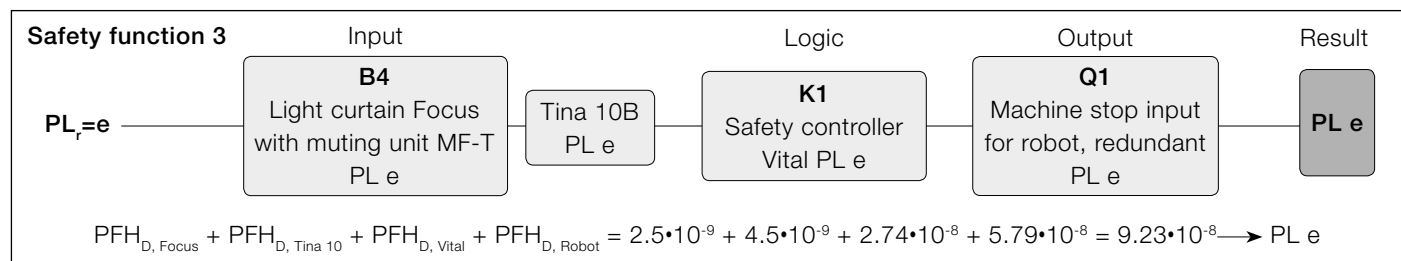 Safety function 3
Input
Logic
Output
Result
PLr=e
B4
Light curtain Focus
with muting unit MF-T
PL e
Tina 10B
PL e
K1
Safety controller
Vital PL e
Q1
Machine stop input
for robot, redundant
PL e
PL e
PFHD, Focus + PFHD, Tina 10 + PFHD, Vital + PFHD, Robot = 2.5•10-9 + 4.5•10-9 + 2.74•10-8 + 5.79•10-8 = 9.23•10-8 → PL e